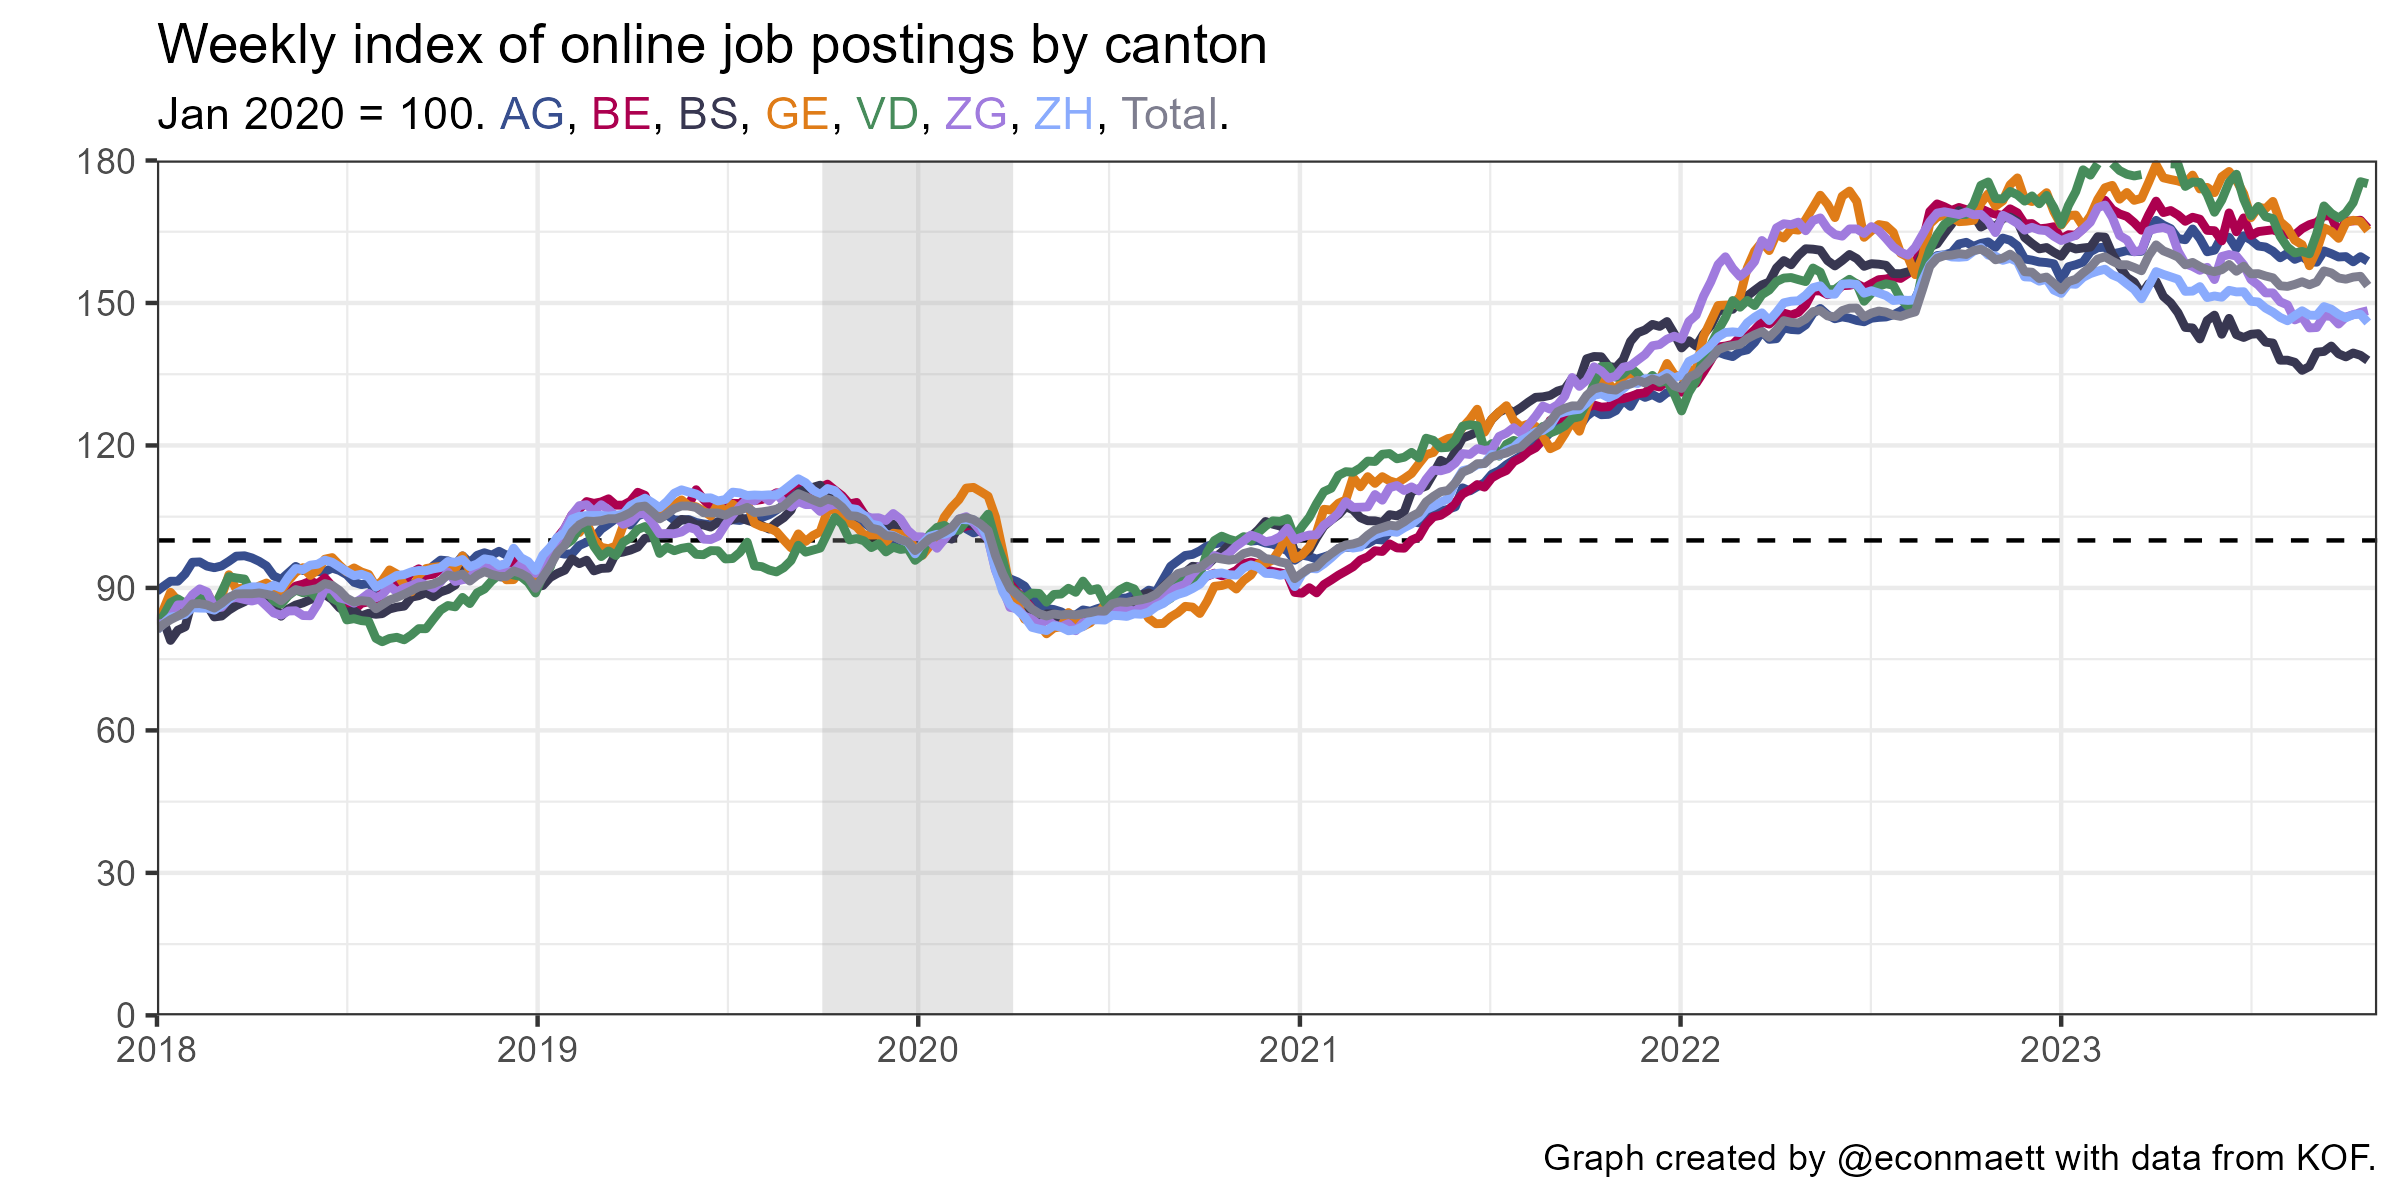 Weekly index of online job postings by canton
Jan 2020 = 100. AG, BE, BS, GE, VD, ZG, ZH, Total.
180
150
120
90
60
30
0
2018 2019 2020 2021 2022 2023
Graph created by @econmaett with data from KOF.